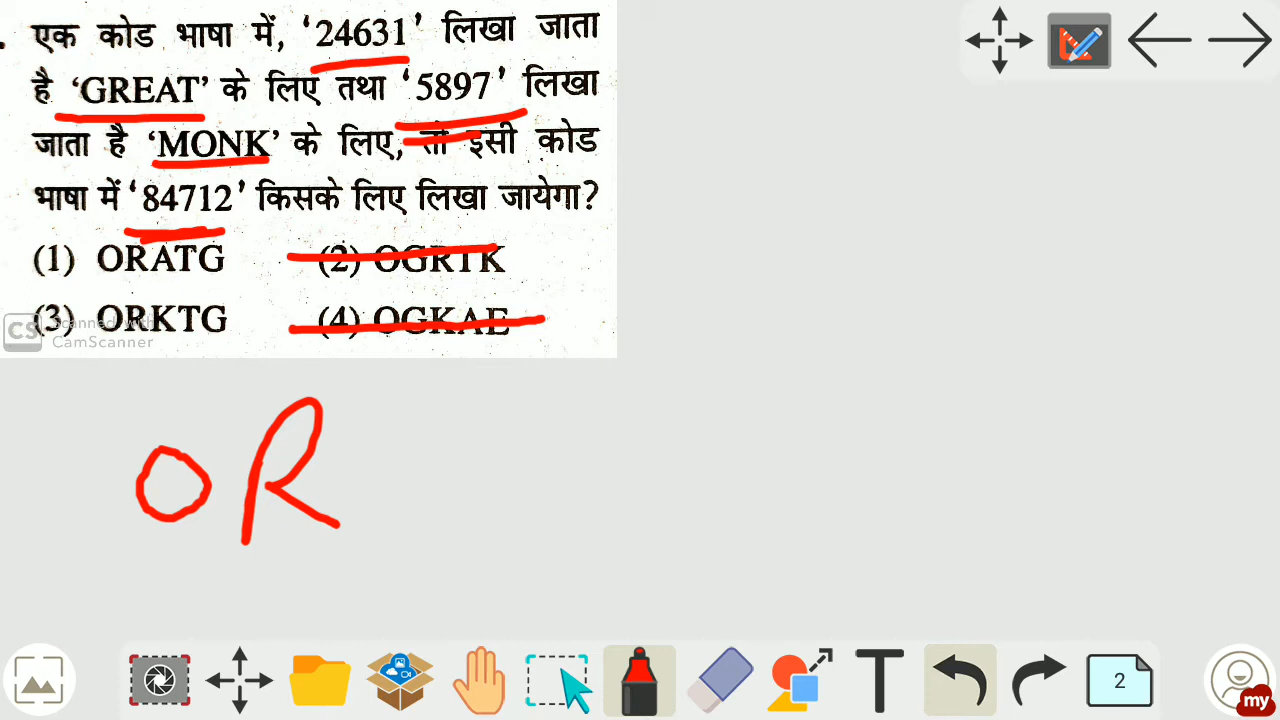 . एक कोड भाषा में, ‘24631’ लिखा जाता
है ‘GREAT’ के लिए तथा ‘5897’ लिखा
जाता है ‘MONK’ के लिए, तो इसी कोड
भाषा में ‘84712’ किसके लिए लिखा जायेगा?
(1) ORATG (2) OGRTK
(3) ORKTG (4) OGKAE
CS Scanned with
CamScanner
OR
T
2
my